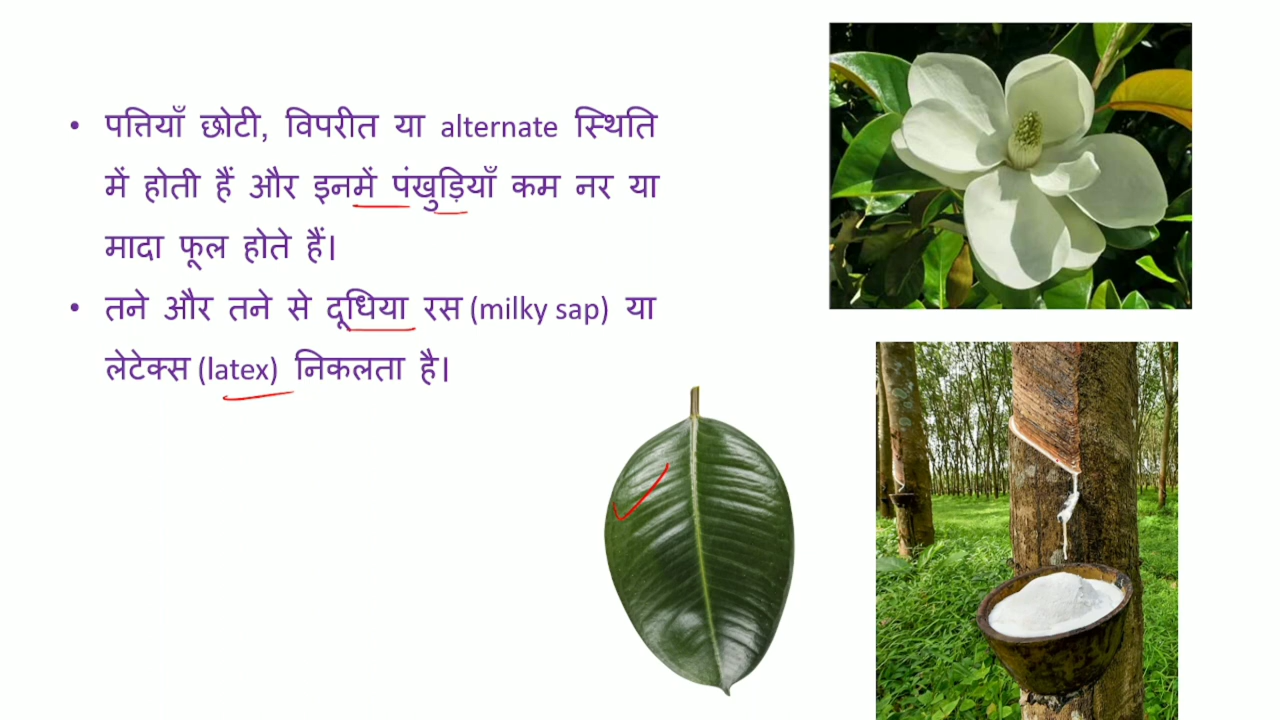 • पत्तियाँ छोटी, विपरीत या alternate स्थिति
में होती हैं और इनमें पंखुड़ियाँ कम नर या
मादा फूल होते हैं।
• तने और तने से दूधिया रस (milky sap) या
लेटेक्स (latex) निकलता है।